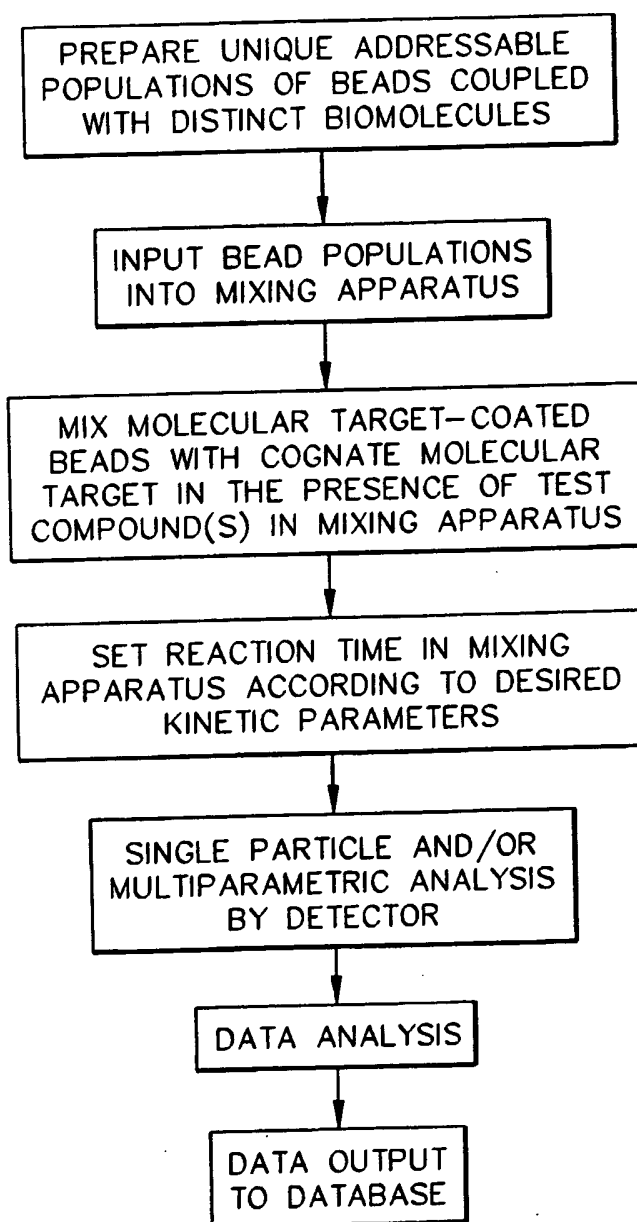 PREPARE UNIQUE ADDRESSABLE
POPULATIONS OF BEADS COUPLED
WITH DISTINCT BIOMOLECULES
INPUT BEAD POPULATIONS
INTO MIXING APPARATUS
MIX MOLECULAR TARGET-COATED
BEADS WITH COGNATE MOLECULAR
TARGET IN THE PRESENCE OF TEST
COMPOUND(S) IN MIXING APPARATUS
SET REACTION TIME IN MIXING
APPARATUS ACCORDING TO DESIRED
KINETIC PARAMETERS
SINGLE PARTICLE AND/OR
MULTIPARAMETRIC ANALYSIS
BY DETECTOR
DATA ANALYSIS
DATA OUTPUT
TO DATABASE